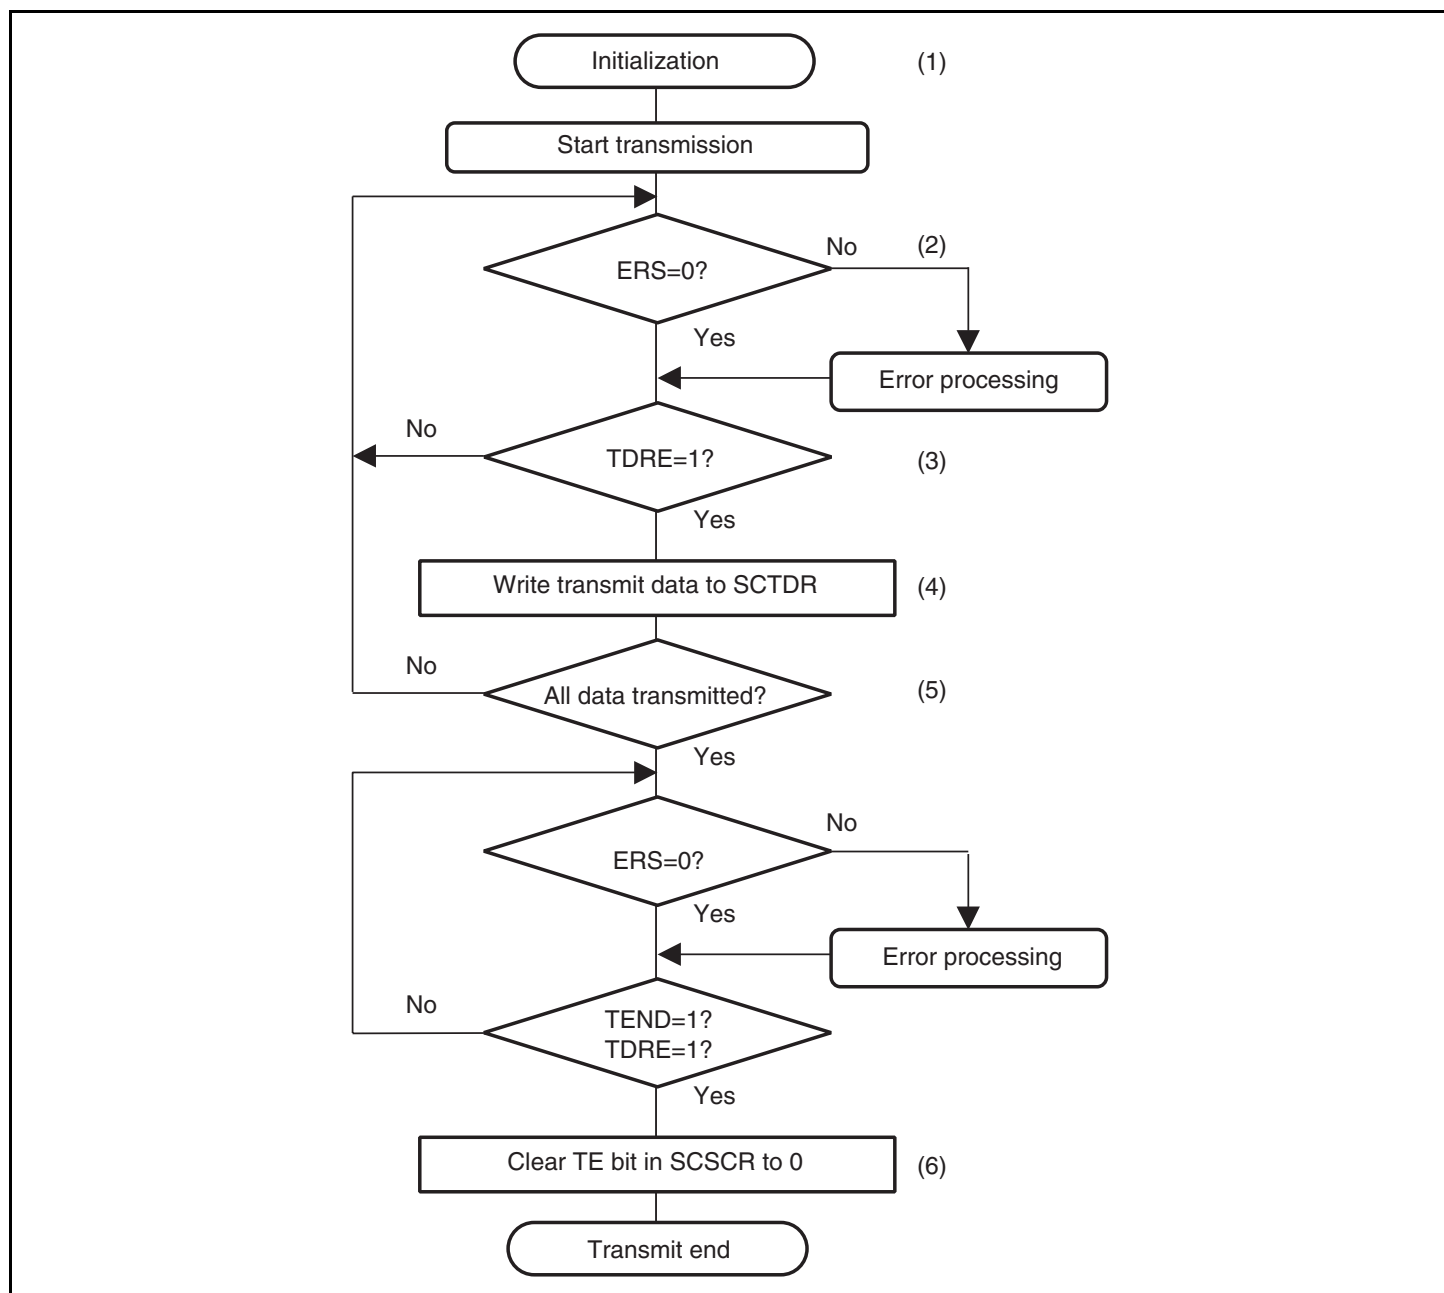 Initialization (1)
Start transmission
No (2)
ERS=0?
Yes
Error processing
No
TDRE=1? (3)
Yes
Write transmit data to SCTDR (4)
No
All data transmitted? (5)
Yes
No
ERS=0?
Yes
Error processing
No
TEND=1?
TDRE=1?
Yes
Clear TE bit in SCSCR to 0 (6)
Transmit end